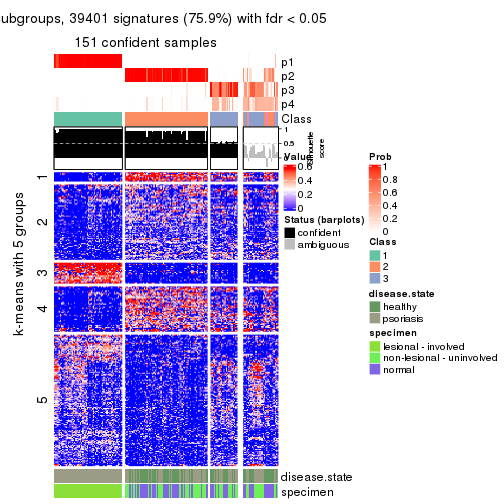 ubgroups, 39401 signatures (75.9%) with fdr < 0.05
151 confident samples
p1
p2
p3
p4
Class
1
0.5
0
Silhouette
score
k-means with 5 groups
1
2
3
4
5
disease.state
specimen
Value
0.6
0.4
0.2
0
Status (barplots)
confident
ambiguous
Prob
1
0.8
0.6
0.4
0.2
0
Class
1
2
3
disease.state
healthy
psoriasis
specimen
lesional - involved
non-lesional - uninvolved
normal